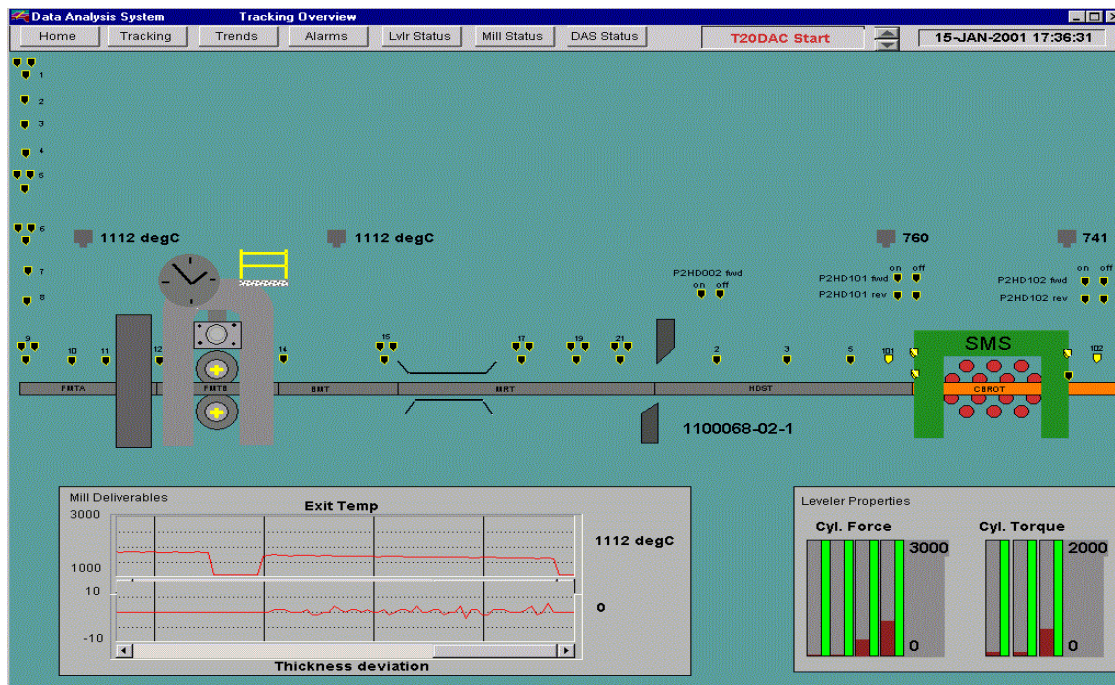 Data Analysis System Tracking Overview
Home Tracking Trends Alarms Lvlr Status Mill Status DAS Status T20DAC Start 15-JAN-2001 17:36:31
1
2
3
4
5
6
7
8
1112 degC 1112 degC 760 741
P2HD002 fwd
on off
on off
P2HD101 fwd
P2HD101 rev
on off
P2HD102 fwd
P2HD102 rev
9 10 11 12 14 15 17 19 21 2 3 5 101 102
SMS
FMTA FMTB BMT MRT HDST CBROT
1100068-02-1
Mill Deliverables
Exit Temp
3000
1112 degC
1000
10
0
-10
Thickness deviation
Leveler Properties
Cyl. Force Cyl. Torque
3000 2000
0 0